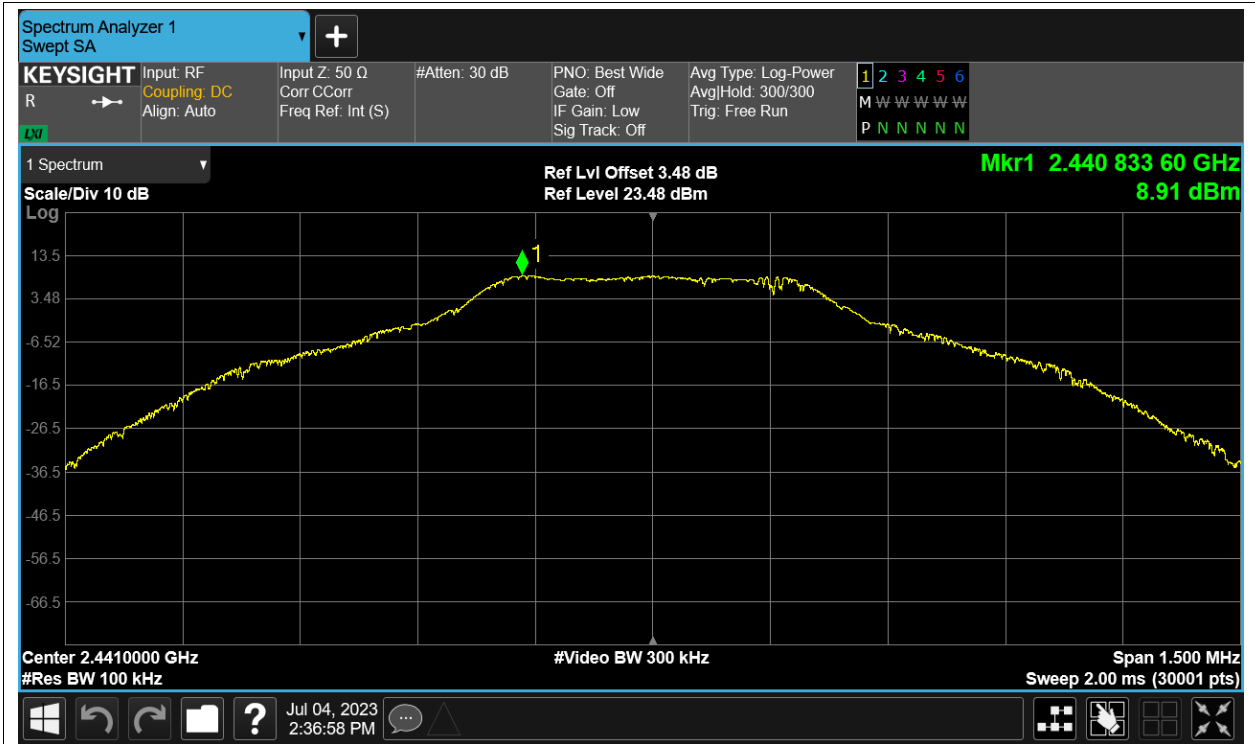 Spectrum Analyzer 1
Swept SA
KEYSIGHT
R
LXI
Input: RF
Coupling: DC
Align: Auto
Input Z: 50 Ω
Corr CCorr
Freq Ref: Int (S)
#Atten: 30 dB
PNO: Best Wide
Gate: Off
IF Gain: Low
Sig Track: Off
Avg Type: Log-Power
Avg|Hold: 300/300
Trig: Free Run
1 2 3 4 5 6
M W W W W W
P N N N N N
1 Spectrum
Scale/Div 10 dB
Log
Ref Lvl Offset 3.48 dB
Ref Level 23.48 dBm
Mkr1 2.440 833 60 GHz
8.91 dBm
1
13.5
3.48
-6.52
-16.5
-26.5
-36.5
-46.5
-56.5
-66.5
Center 2.4410000 GHz
#Res BW 100 kHz
#Video BW 300 kHz
Span 1.500 MHz
Sweep 2.00 ms (30001 pts)
?
Jul 04, 2023
2:36:58 PM